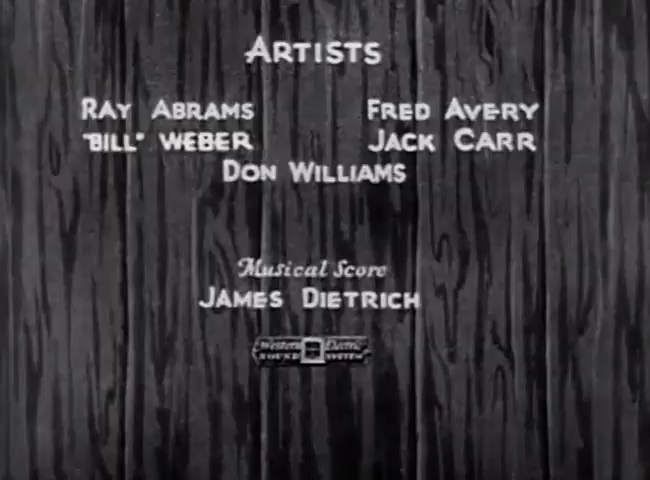 ARTISTS
RAY ABRAMS FRED AVERY
"BILL" WEBER JACK CARR
DON WILLIAMS
Musical Score
JAMES DIETRICH
Western Electric
SOUND SYSTEM